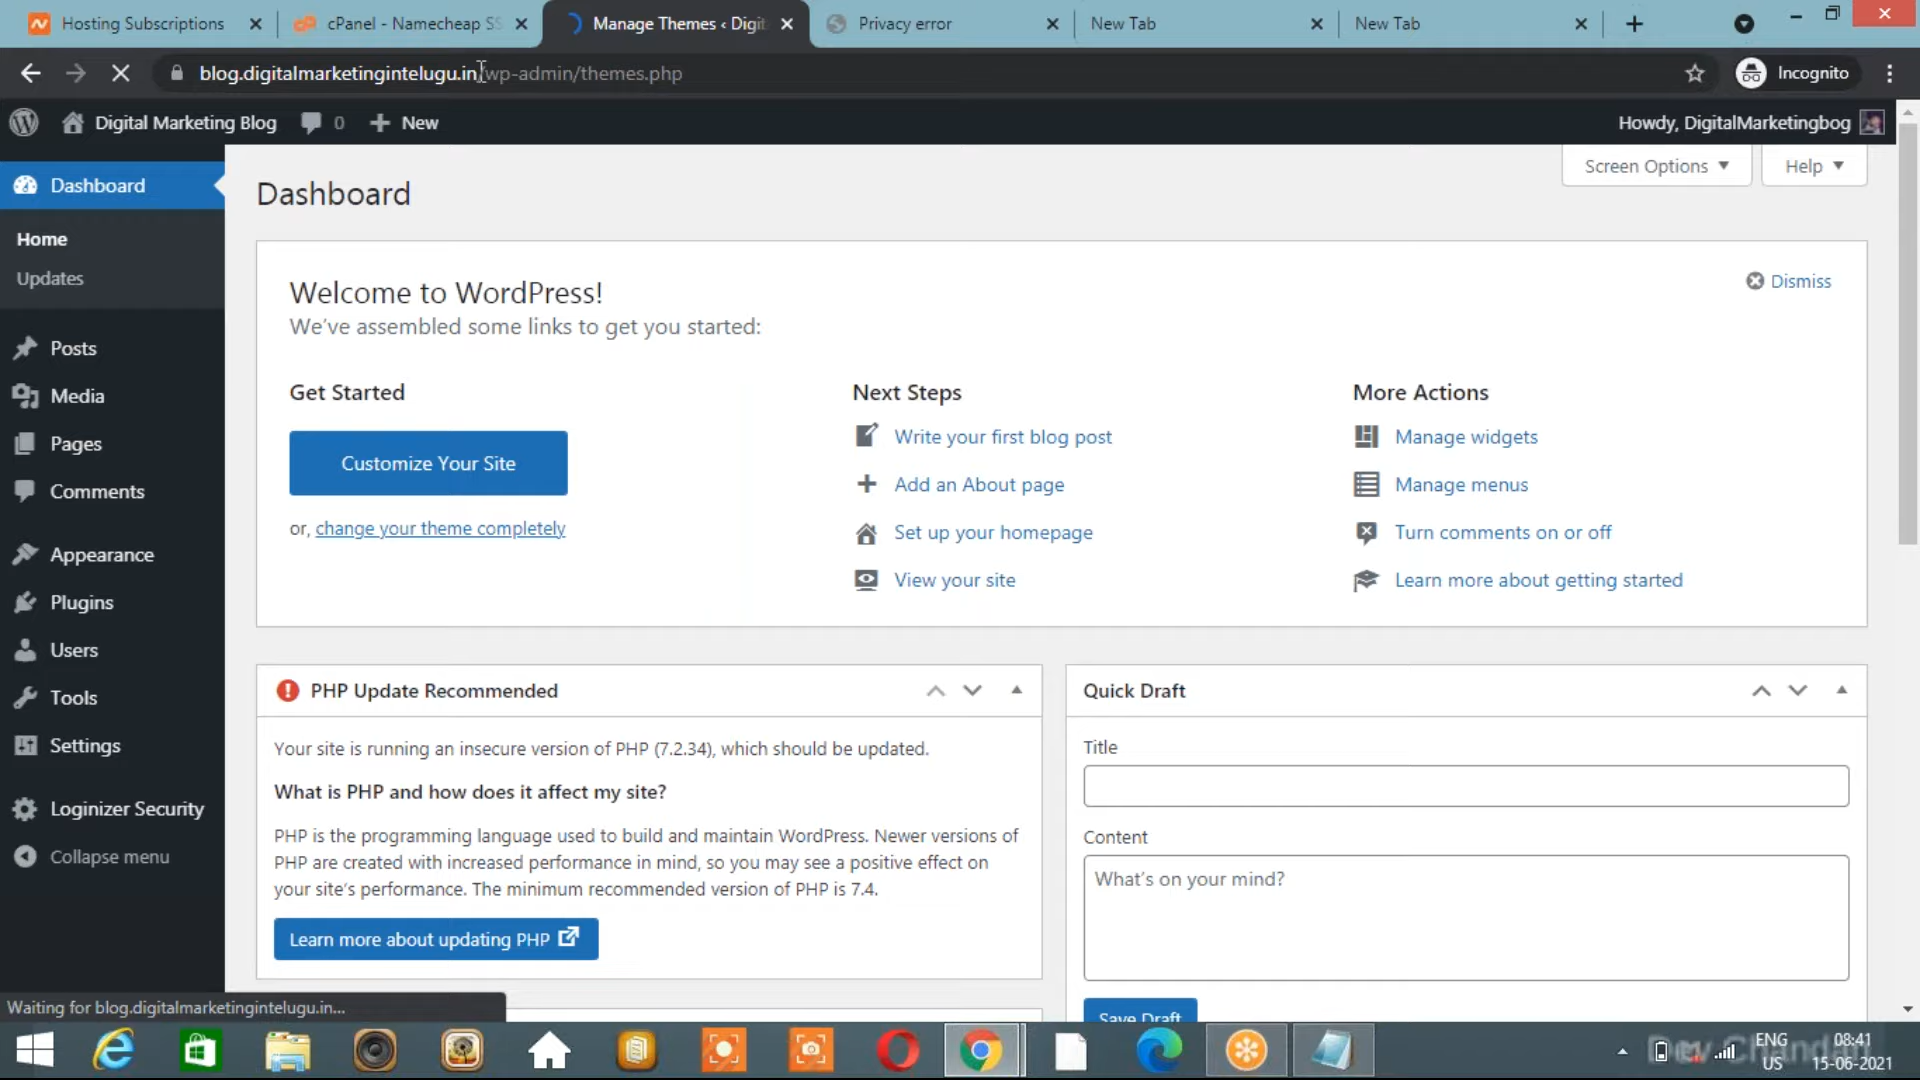 Hosting Subscriptions
cPanel - Namecheap SS
Manage Themes ‹ Digit
Privacy error
New Tab
New Tab
blog.digitalmarketingintelugu.in/wp-admin/themes.php
Incognito
Digital Marketing Blog
0
New
Howdy, DigitalMarketingbog
Dashboard
Home
Updates
Posts
Media
Pages
Comments
Appearance
Plugins
Users
Tools
Settings
Loginizer Security
Collapse menu
Screen Options
Help
Dashboard
Welcome to WordPress!
We've assembled some links to get you started:
Dismiss
Get Started
Customize Your Site
or, change your theme completely
Next Steps
Write your first blog post
Add an About page
Set up your homepage
View your site
More Actions
Manage widgets
Manage menus
Turn comments on or off
Learn more about getting started
PHP Update Recommended
Your site is running an insecure version of PHP (7.2.34), which should be updated.
What is PHP and how does it affect my site?
PHP is the programming language used to build and maintain WordPress. Newer versions of
PHP are created with increased performance in mind, so you may see a positive effect on
your site's performance. The minimum recommended version of PHP is 7.4.
Learn more about updating PHP
Quick Draft
Title
Content
What's on your mind?
Save Draft
Waiting for blog.digitalmarketingintelugu.in...
ENG
US
08:41
15-06-2021